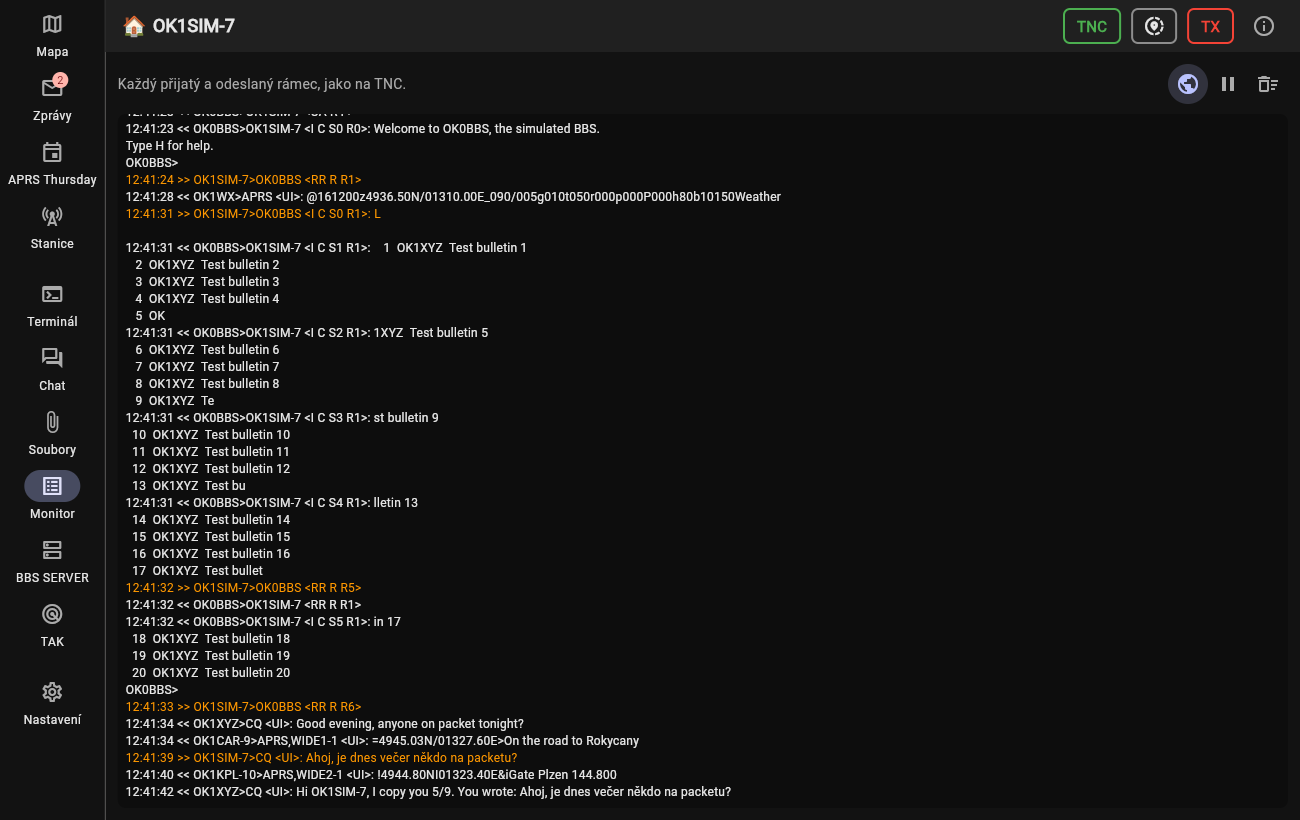 OK1SIM-7
TNC
TX
Mapa
2
Zprávy
APRS Thursday
Stanice
Terminál
Chat
Soubory
Monitor
BBS SERVER
TAK
Nastavení
Každý přijatý a odeslaný rámec, jako na TNC.
12:41:23 << OK0BBS>OK1SIM-7 <I C S0 R0>: Welcome to OK0BBS, the simulated BBS.
Type H for help.
OK0BBS>
12:41:24 >> OK1SIM-7>OK0BBS <RR R R1>
12:41:28 << OK1WX>APRS <UI>: @161200z4936.50N/01310.00E_090/005g010t050r000p000P000h80b10150Weather
12:41:31 >> OK1SIM-7>OK0BBS <I C S0 R1>: L
12:41:31 << OK0BBS>OK1SIM-7 <I C S1 R1>:    1  OK1XYZ  Test bulletin 1
2  OK1XYZ  Test bulletin 2
3  OK1XYZ  Test bulletin 3
4  OK1XYZ  Test bulletin 4
5  OK
12:41:31 << OK0BBS>OK1SIM-7 <I C S2 R1>: 1XYZ  Test bulletin 5
6  OK1XYZ  Test bulletin 6
7  OK1XYZ  Test bulletin 7
8  OK1XYZ  Test bulletin 8
9  OK1XYZ  Te
12:41:31 << OK0BBS>OK1SIM-7 <I C S3 R1>: st bulletin 9
10  OK1XYZ  Test bulletin 10
11  OK1XYZ  Test bulletin 11
12  OK1XYZ  Test bulletin 12
13  OK1XYZ  Test bu
12:41:31 << OK0BBS>OK1SIM-7 <I C S4 R1>: lletin 13
14  OK1XYZ  Test bulletin 14
15  OK1XYZ  Test bulletin 15
16  OK1XYZ  Test bulletin 16
17  OK1XYZ  Test bullet
12:41:32 >> OK1SIM-7>OK0BBS <RR R R5>
12:41:32 << OK0BBS>OK1SIM-7 <RR R R1>
12:41:32 << OK0BBS>OK1SIM-7 <I C S5 R1>: in 17
18  OK1XYZ  Test bulletin 18
19  OK1XYZ  Test bulletin 19
20  OK1XYZ  Test bulletin 20
OK0BBS>
12:41:33 >> OK1SIM-7>OK0BBS <RR R R6>
12:41:34 << OK1XYZ>CQ <UI>: Good evening, anyone on packet tonight?
12:41:34 << OK1CAR-9>APRS,WIDE1-1 <UI>: =4945.03N/01327.60E>On the road to Rokycany
12:41:39 >> OK1SIM-7>CQ <UI>: Ahoj, je dnes večer někdo na packetu?
12:41:40 << OK1KPL-10>APRS,WIDE2-1 <UI>: !4944.80NI01323.40E&iGate Plzen 144.800
12:41:42 << OK1XYZ>CQ <UI>: Hi OK1SIM-7, I copy you 5/9. You wrote: Ahoj, je dnes večer někdo na packetu?